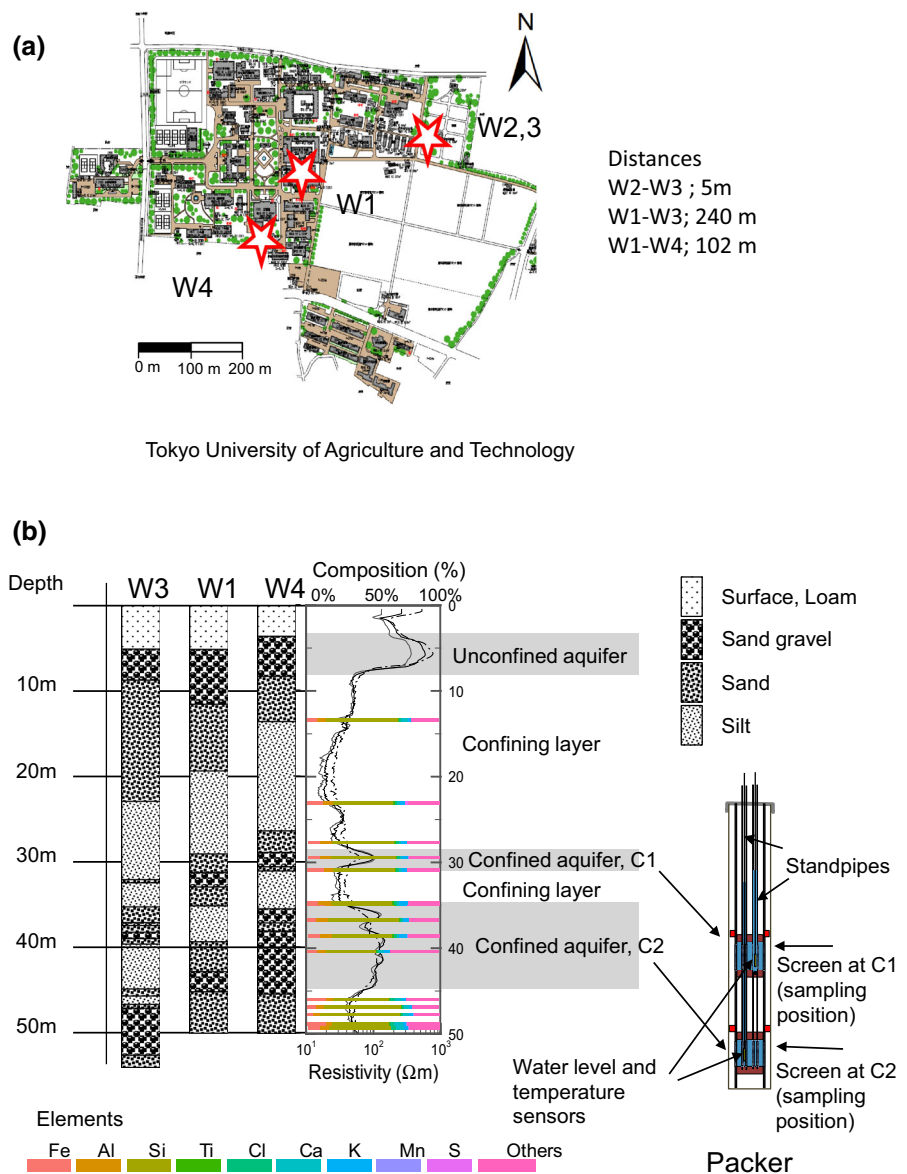 (a)
N
W2,3
W1
W4
Distances
W2-W3 ; 5m
W1-W3; 240 m
W1-W4; 102 m
0 m 100 m 200 m
Tokyo University of Agriculture and Technology
(b)
Depth
W3 W1 W4
Composition (%)
0% 50% 100%
0
Unconfined aquifer
10m
10
Confining layer
20m
20
30m
30
Confined aquifer, C1
Confining layer
40m
40
Confined aquifer, C2
50m
50
10¹ 10² 10³
Resistivity (Ωm)
Surface, Loam
Sand gravel
Sand
Silt
Standpipes
Screen at C1
(sampling
position)
Water level and
temperature
sensors
Screen at C2
(sampling
position)
Packer
Elements
Fe Al Si Ti Cl Ca K Mn S Others